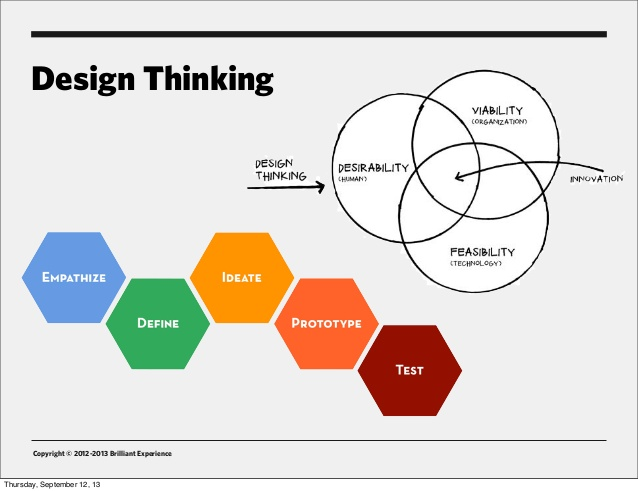 Design Thinking
VIABILITY
(ORGANIZATION)
DESIGN
THINKING
DESIRABILITY
(HUMAN)
INNOVATION
FEASIBILITY
(TECHNOLOGY)
EMPATHIZE
IDEATE
DEFINE
PROTOTYPE
TEST
Copyright © 2012-2013 Brilliant Experience
Thursday, September 12, 13